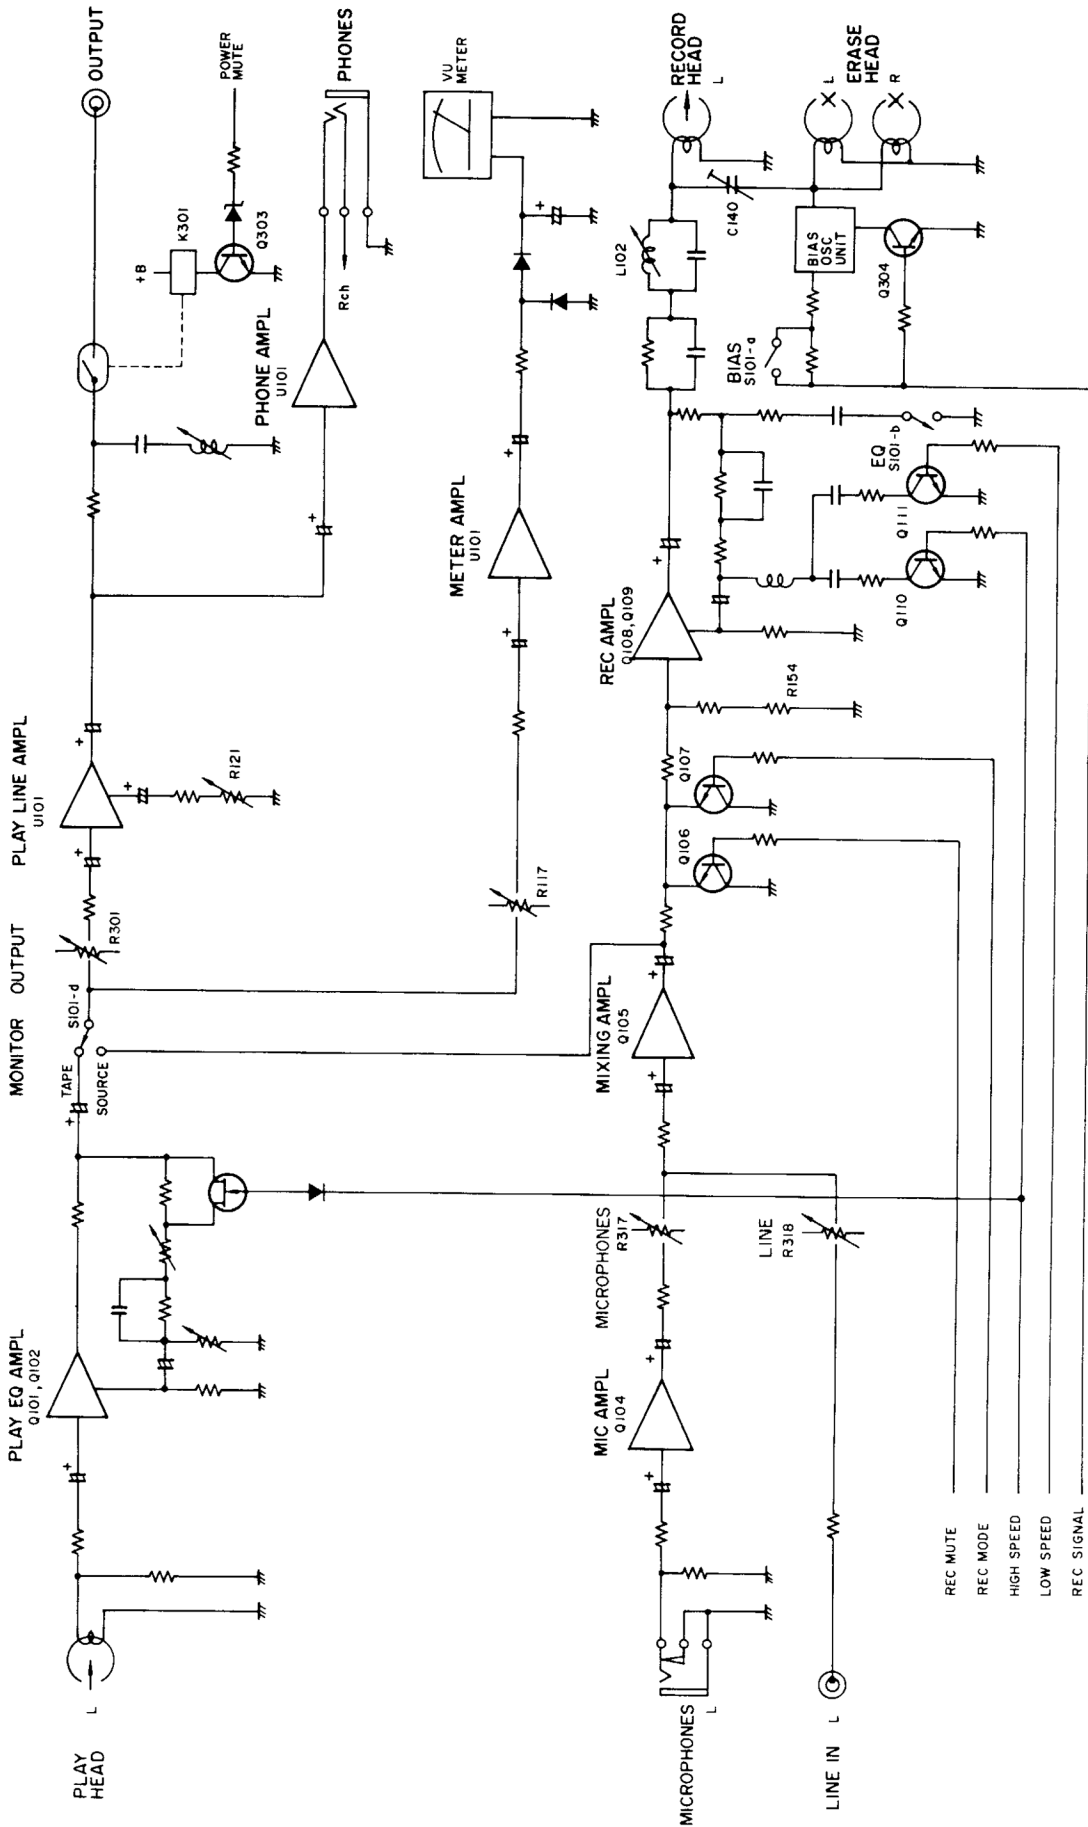 PLAY
HEAD
L
PLAY EQ AMPL
Q101, Q102
MONITOR
TAPE
SOURCE
S101-d
OUTPUT
R301
PLAY LINE AMPL
U101
R121
OUTPUT
POWER
MUTE
+B
K301
Q303
PHONE AMPL
U101
Rch
PHONES
R117
METER AMPL
U101
VU
METER
MICROPHONES
L
MIC AMPL
Q104
MICROPHONES
R317
LINE IN
L
LINE
R318
MIXING AMPL
Q105
Q106
Q107
R154
REC AMPL
Q108, Q109
Q110
Q111
EQ
S101-b
BIAS
S101-a
L102
C140
BIAS
OSC
UNIT
Q304
RECORD
HEAD
L
ERASE
HEAD
L
R
REC MUTE
REC MODE
HIGH SPEED
LOW SPEED
REC SIGNAL
+
+
+
+
+
+
+
+
+
+
+
+
+
+